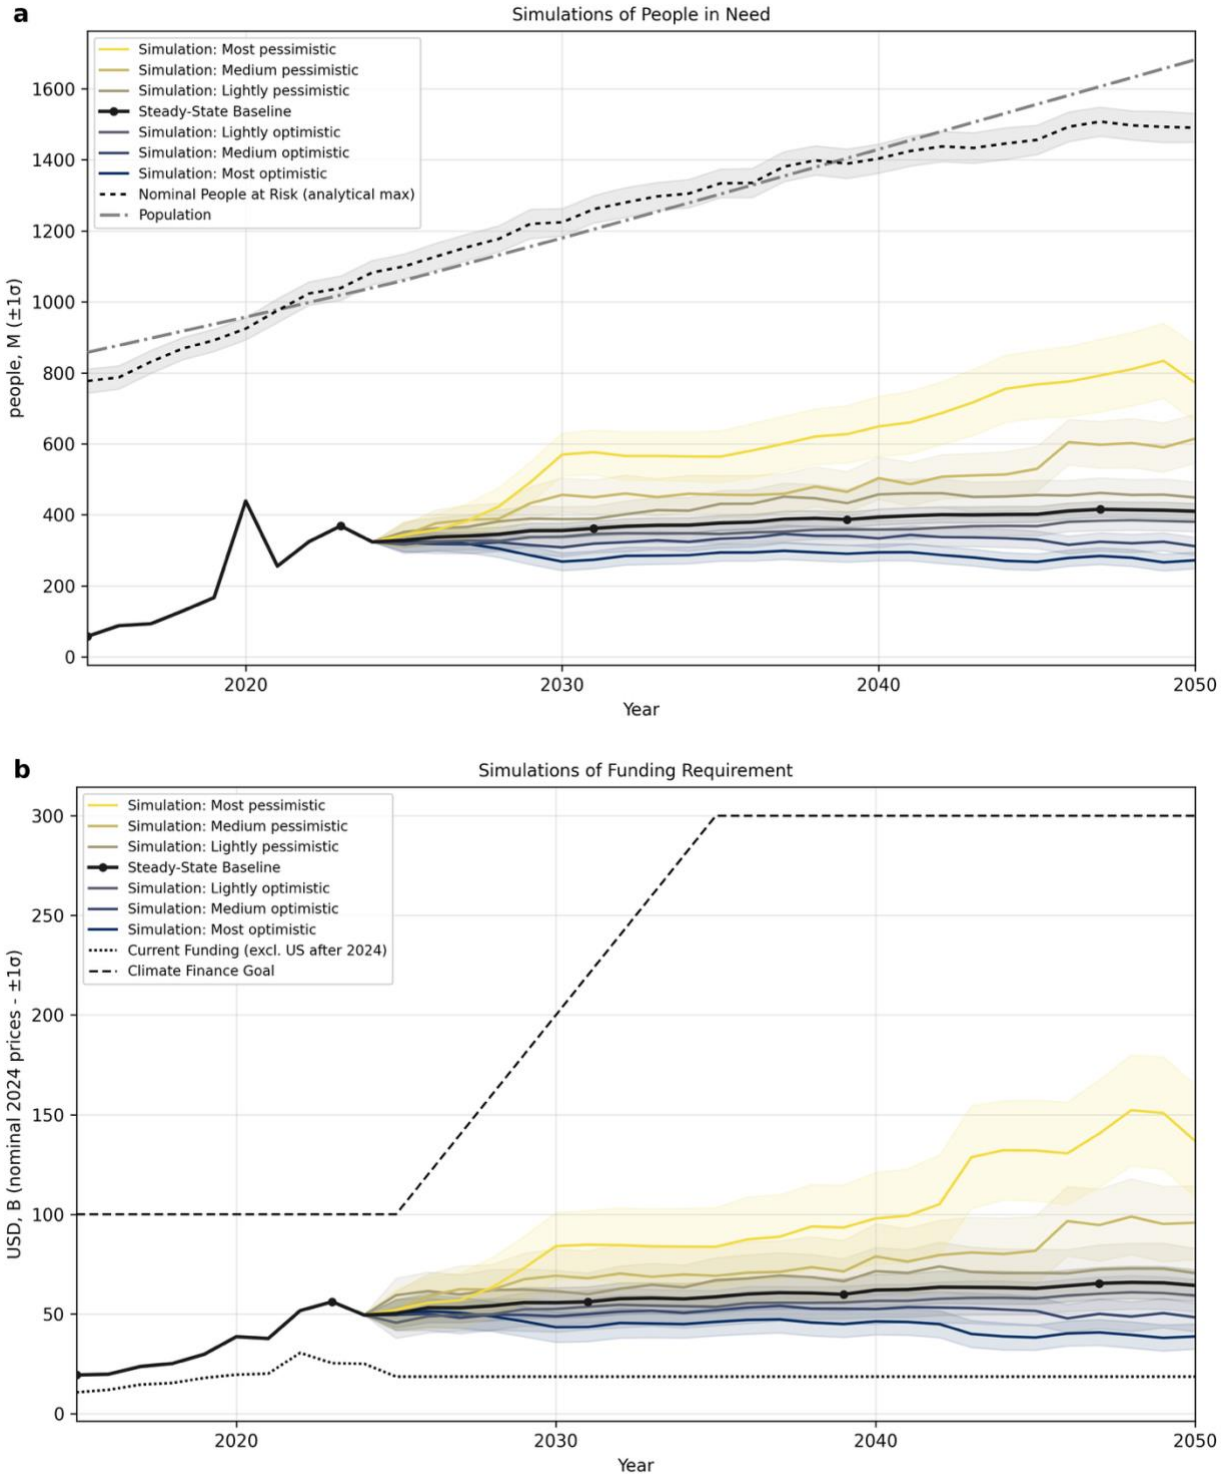 a
Simulations of People in Need
Simulation: Most pessimistic
Simulation: Medium pessimistic
Simulation: Lightly pessimistic
Steady-State Baseline
Simulation: Lightly optimistic
Simulation: Medium optimistic
Simulation: Most optimistic
Nominal People at Risk (analytical max)
Population
people, M (±1σ)
1600
1400
1200
1000
800
600
400
200
0
2020
2030
2040
2050
Year
b
Simulations of Funding Requirement
Simulation: Most pessimistic
Simulation: Medium pessimistic
Simulation: Lightly pessimistic
Steady-State Baseline
Simulation: Lightly optimistic
Simulation: Medium optimistic
Simulation: Most optimistic
Current Funding (excl. US after 2024)
Climate Finance Goal
USD, B (nominal 2024 prices - ±1σ)
300
250
200
150
100
50
0
2020
2030
2040
2050
Year